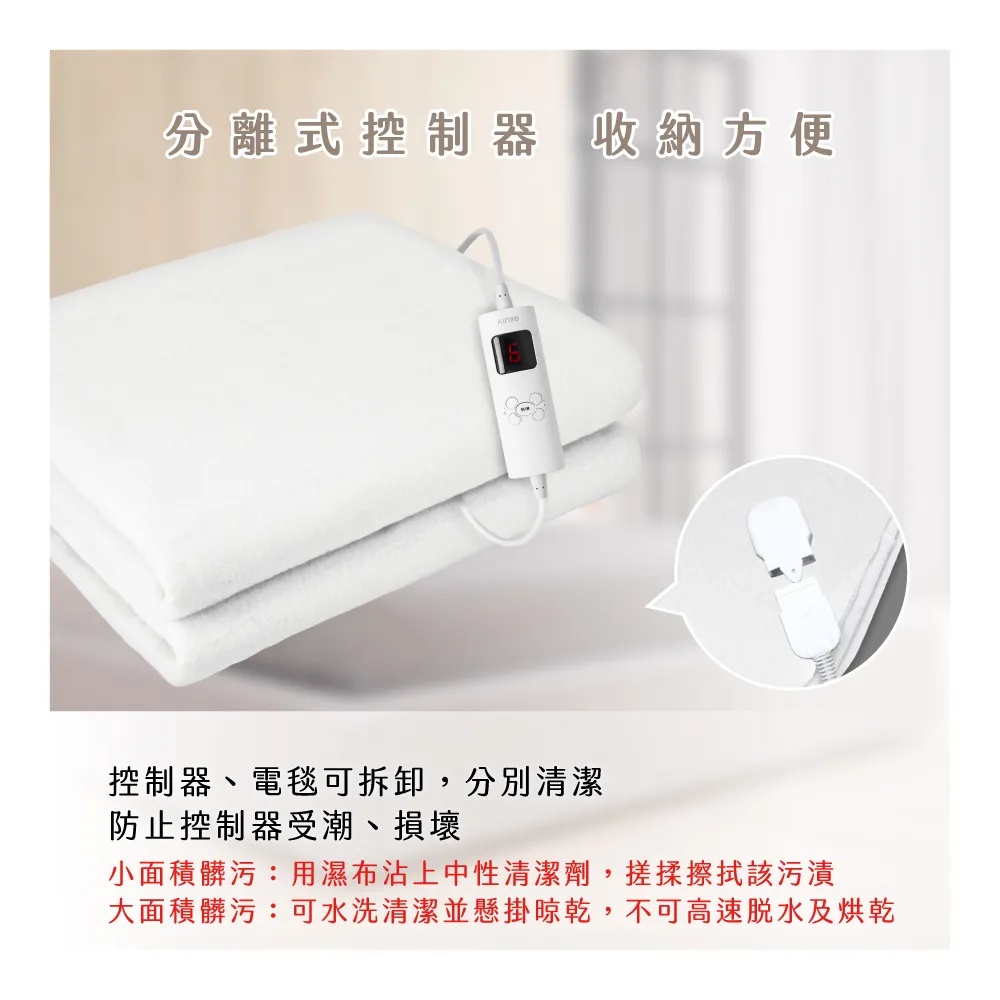 分離式控制器 收納方便
KINYO
6
控制器、電毯可拆卸，分別清潔
防止控制器受潮、損壞
小面積髒污：用濕布沾上中性清潔劑，搓揉擦拭該污漬
大面積髒污：可水洗清潔並懸掛晾乾，不可高速脫水及烘乾